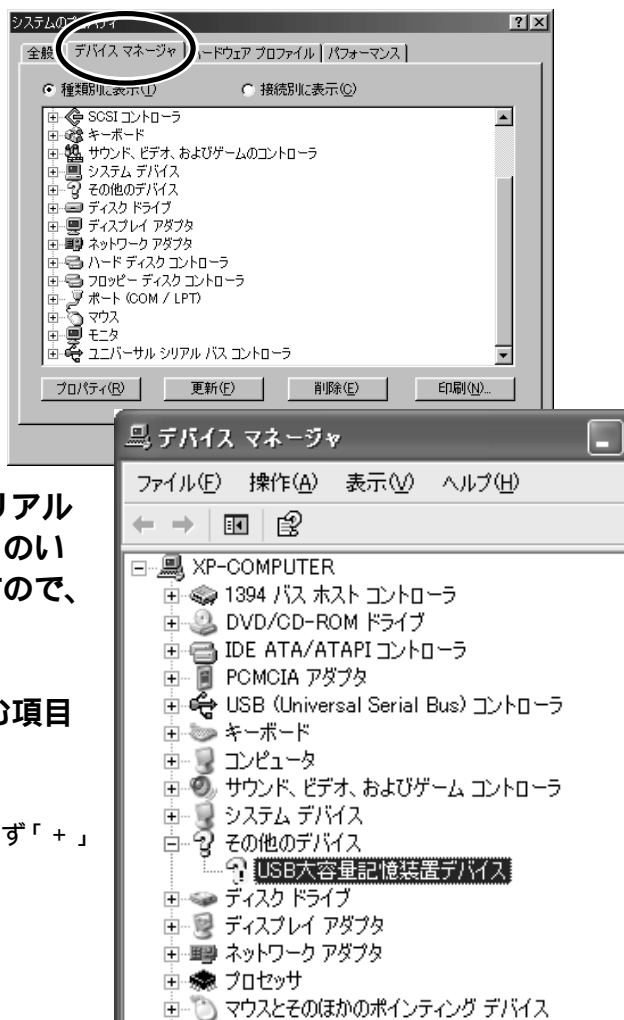 システムのプロパティ
全般
デバイス マネージャ
ハードウェア プロファイル
パフォーマンス
種類別に表示(T)
接続別に表示(C)
SCSI コントローラ
キーボード
サウンド、ビデオ、およびゲームのコントローラ
システム デバイス
その他のデバイス
ディスク ドライブ
ディスプレイ アダプタ
ネットワーク アダプタ
ハード ディスク コントローラ
フロッピー ディスク コントローラ
ポート (COM / LPT)
マウス
モニタ
ユニバーサル シリアル バス コントローラ
プロパティ(R)
更新(F)
削除(E)
印刷(N)...
リアル
のい
ので、
項目
ず「 + 」
デバイス マネージャ
ファイル(F) 操作(A) 表示(V) ヘルプ(H)
XP-COMPUTER
1394 バス ホスト コントローラ
DVD/CD-ROM ドライブ
IDE ATA/ATAPI コントローラ
PCMCIA アダプタ
USB (Universal Serial Bus) コントローラ
キーボード
コンピュータ
サウンド、ビデオ、およびゲーム コントローラ
システム デバイス
その他のデバイス
USB大容量記憶装置デバイス
ディスク ドライブ
ディスプレイ アダプタ
ネットワーク アダプタ
プロセッサ
マウスとそのほかのポインティング デバイス